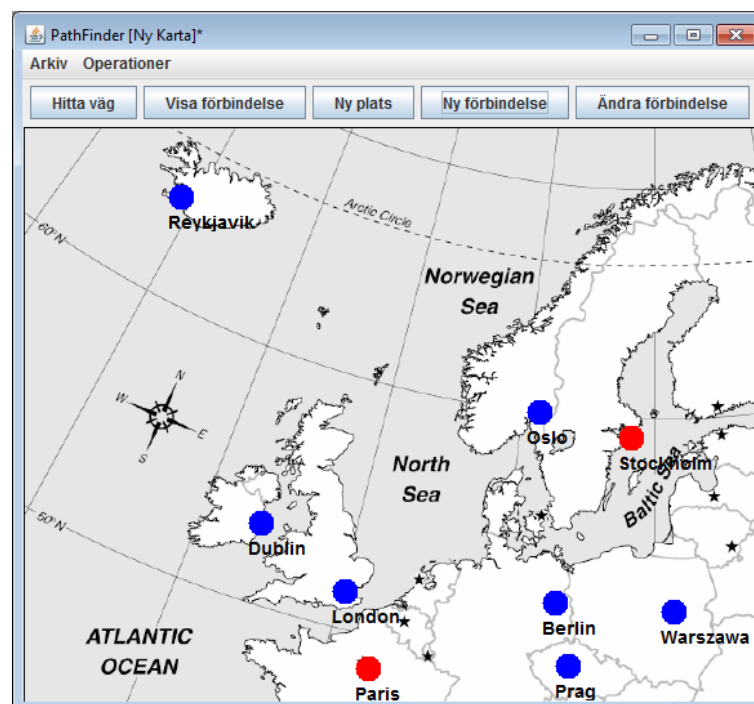 PathFinder [Ny Karta]*
Arkiv Operationer
Hitta väg Visa förbindelse Ny plats Ny förbindelse Ändra förbindelse
Reykjavik
Arctic Circle
60°N
Norwegian
Sea
N
W
E
S
Oslo
Stockholm
North
Sea
Baltic Sea
50°N
Dublin
London
Berlin
Warszawa
ATLANTIC
OCEAN
Paris
Prag